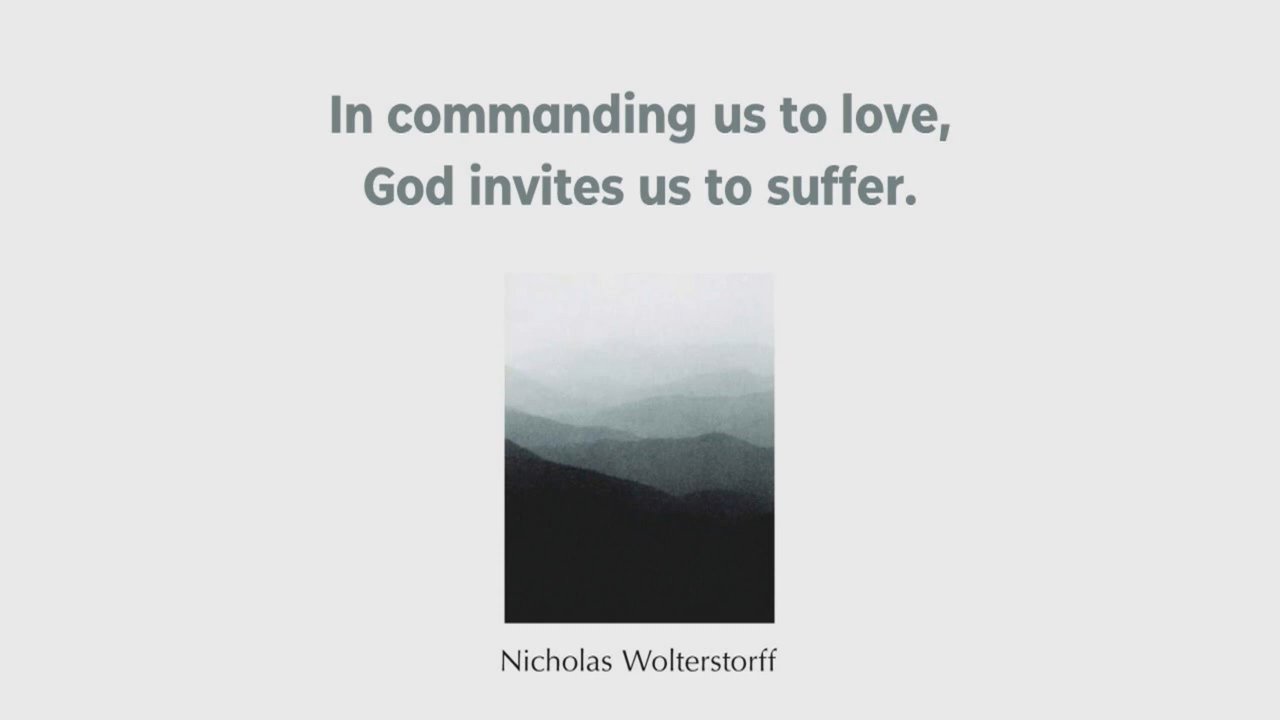 In commanding us to love,
God invites us to suffer.
Nicholas Wolterstorff